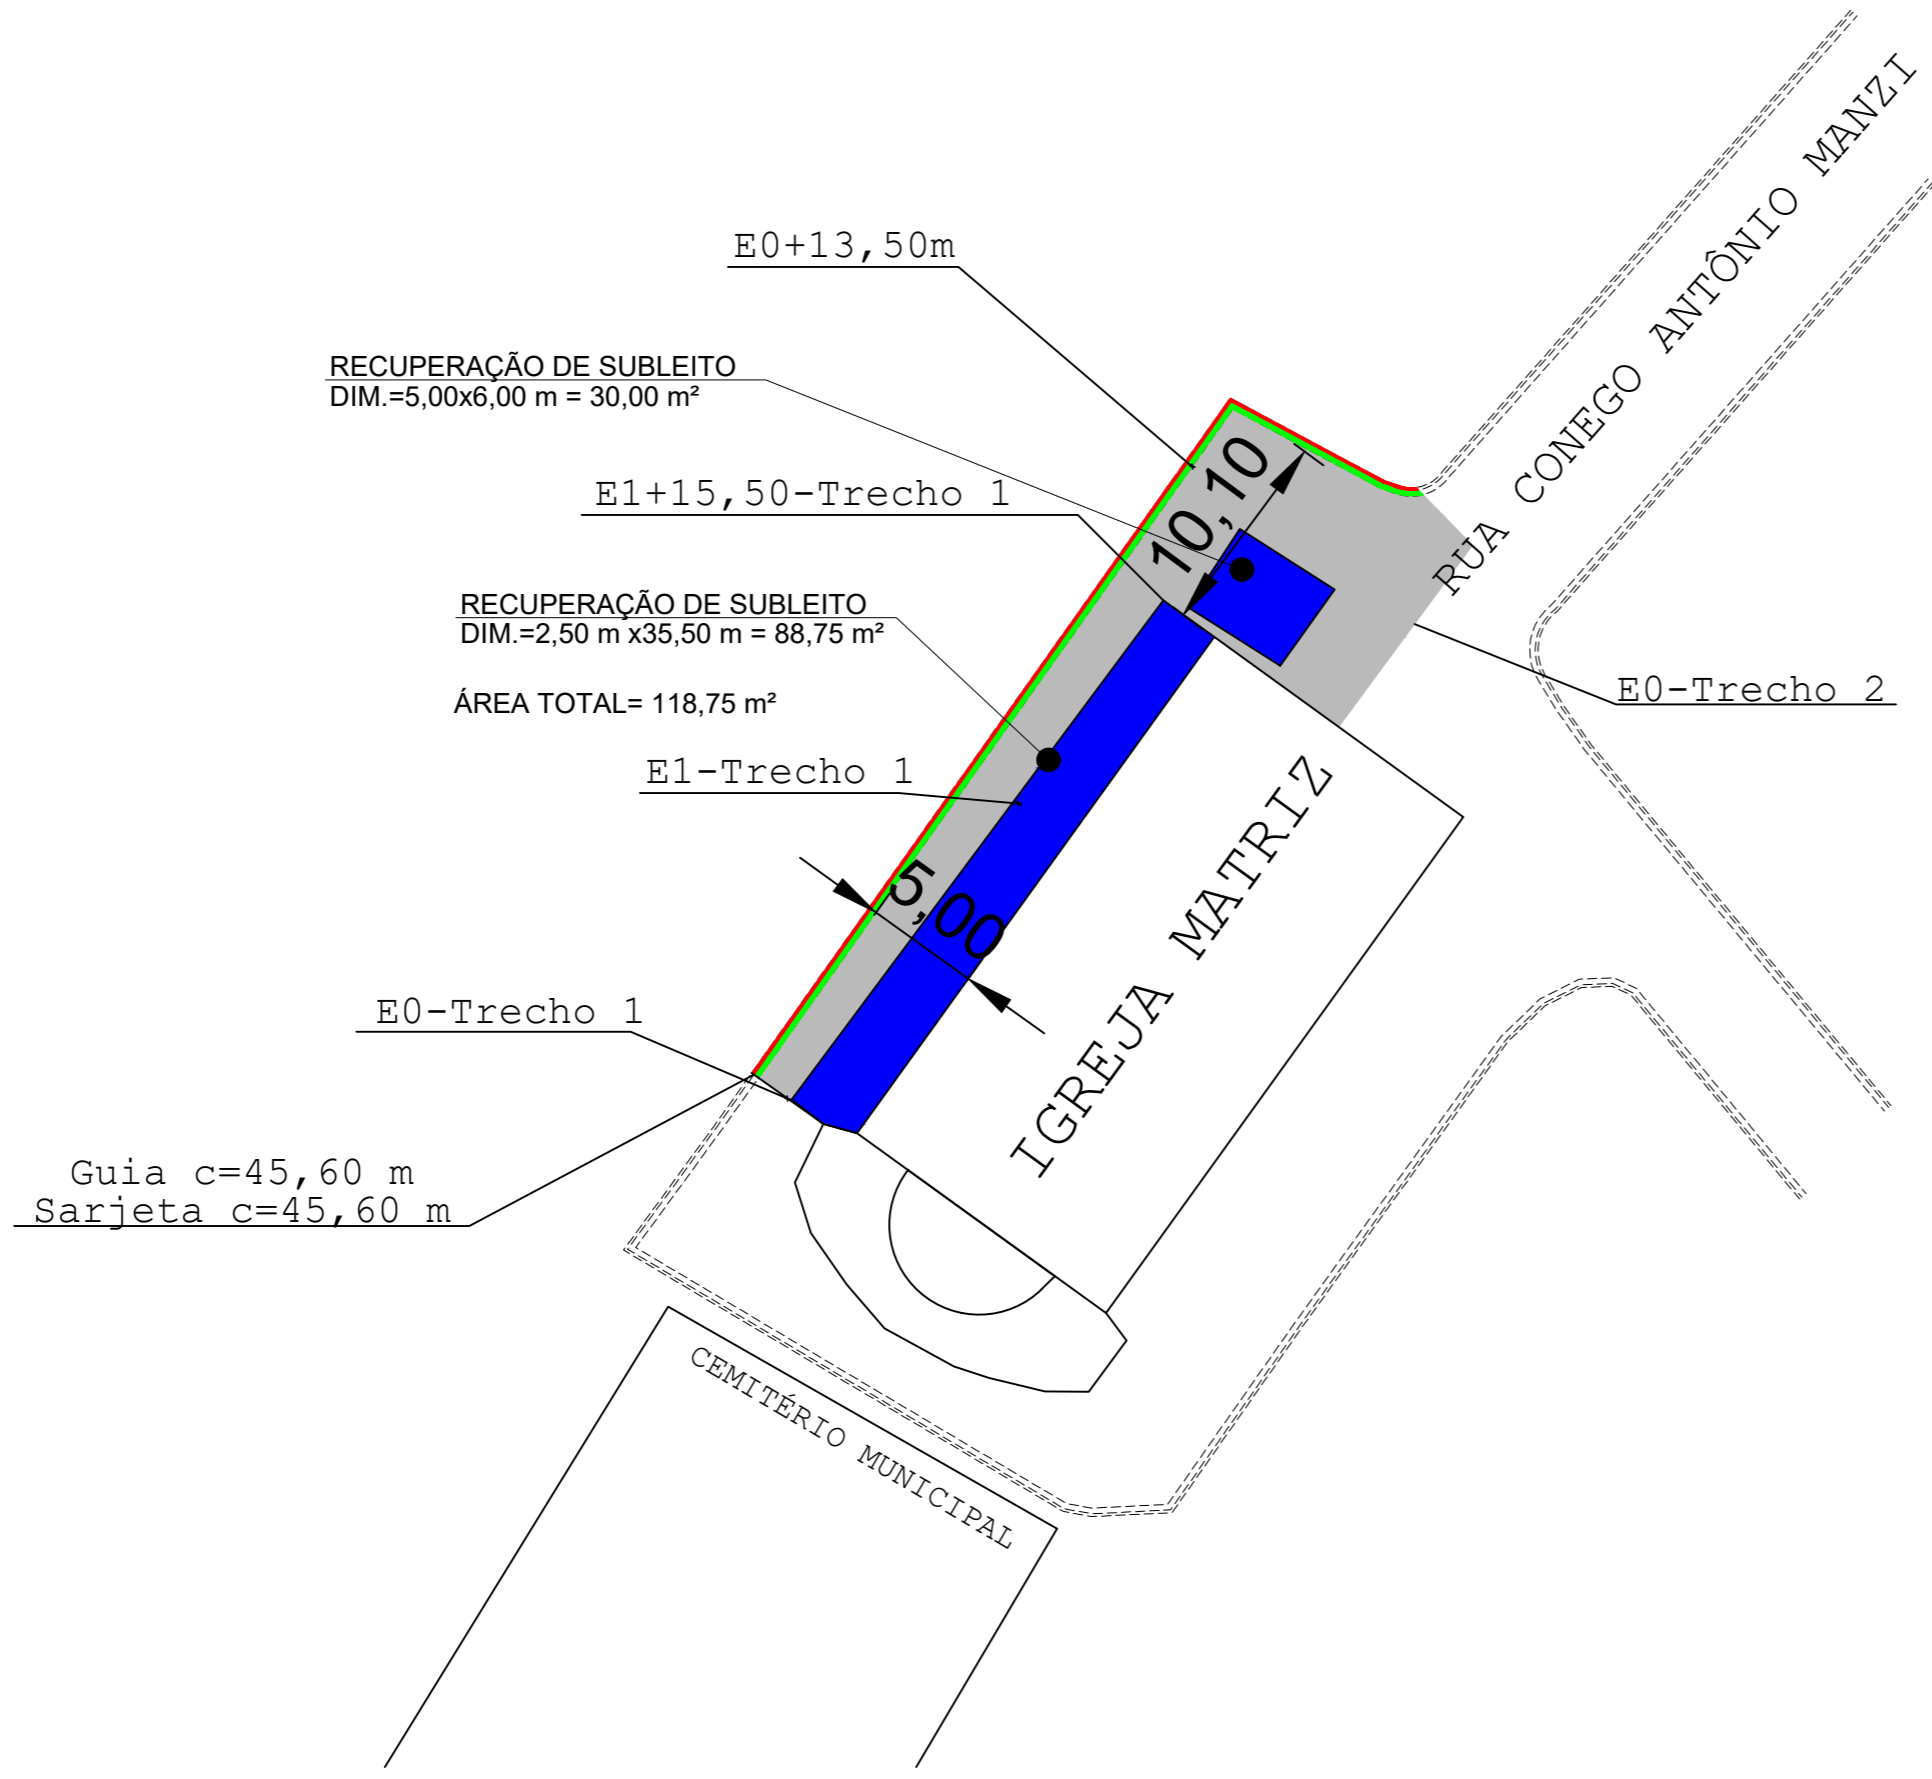 RUA CONEGO ANTÔNIO MANZI
E0+13,50m
RECUPERAÇÃO DE SUBLEITO
DIM.=5,00x6,00 m = 30,00 m²
10,10
E1+15,50-Trecho 1
RECUPERAÇÃO DE SUBLEITO
DIM.=2,50 m x35,50 m = 88,75 m²
E0-Trecho 2
ÁREA TOTAL= 118,75 m²
E1-Trecho 1
5,00
IGREJA MATRIZ
E0-Trecho 1
Guia c=45,60 m
Sarjeta c=45,60 m
CEMITÉRIO MUNICIPAL